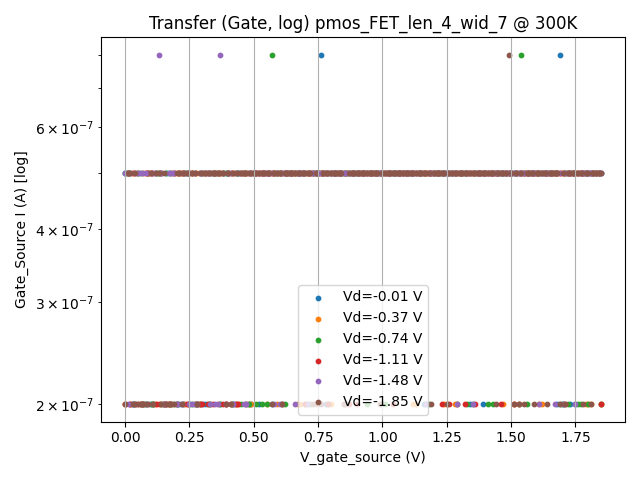 Transfer (Gate, log) pmos_FET_len_4_wid_7 @ 300K
Gate_Source I (A) [log]
6 × 10⁻⁷
4 × 10⁻⁷
3 × 10⁻⁷
2 × 10⁻⁷
Vd=-0.01 V
Vd=-0.37 V
Vd=-0.74 V
Vd=-1.11 V
Vd=-1.48 V
Vd=-1.85 V
0.00 0.25 0.50 0.75 1.00 1.25 1.50 1.75
V_gate_source (V)